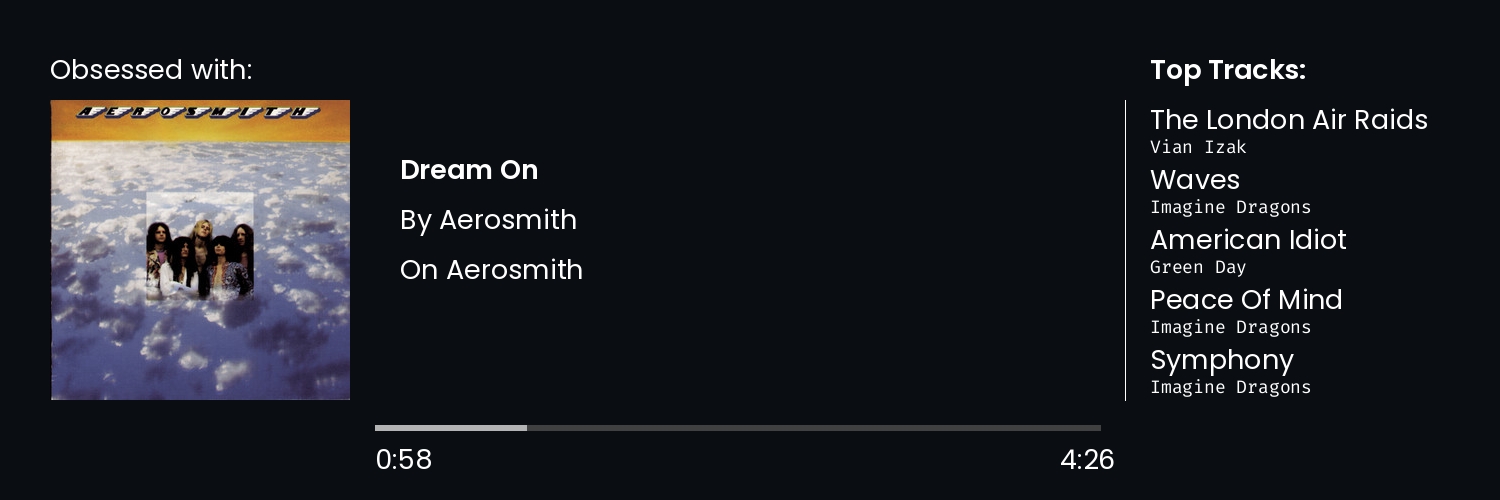 Obsessed with:
AEROSMITH
Dream On
By Aerosmith
On Aerosmith
0:58
4:26
Top Tracks:
The London Air Raids
Vian Izak
Waves
Imagine Dragons
American Idiot
Green Day
Peace Of Mind
Imagine Dragons
Symphony
Imagine Dragons